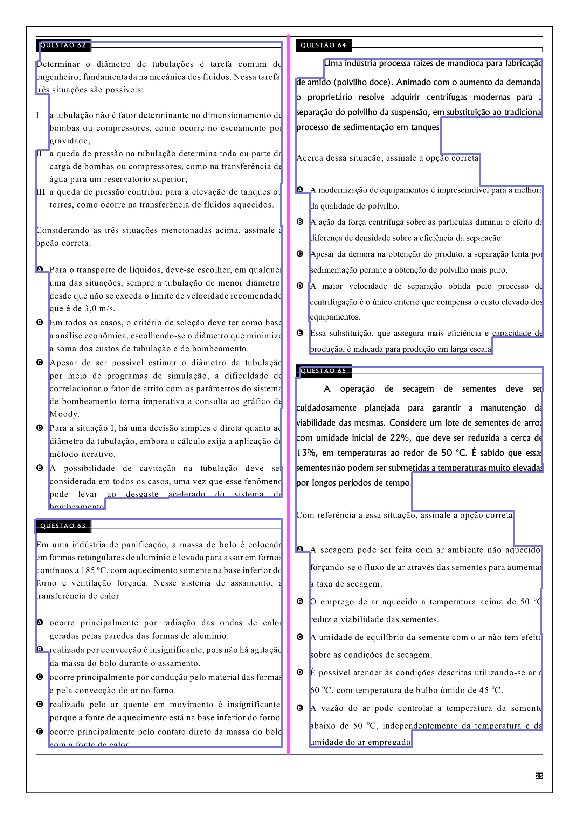 QUESTÃO 62
Determinar o diâmetro de tubulações é tarefa comum de
engenheiro, fundamentada na mecânica dos fluidos. Nessa tarefa
três situações são possíveis:
I a tubulação não é fator determinante no dimensionamento de
bombas ou compressores, como ocorre no escoamento por
gravidade;
II a queda de pressão na tubulação determina toda ou parte da
carga de bombas ou compressores, como na transferência de
água para um reservatório superior;
III a queda de pressão contribui para a elevação de tanques ou
torres, como ocorre na transferência de fluidos aquecidos.
Considerando as três situações mencionadas acima, assinale a
opção correta.
A Para o transporte de líquidos, deve-se escolher, em qualquer
uma das situações, sempre a tubulação de menor diâmetro
desde que não se exceda o limite de velocidade recomendado
que é de 3,0 m/s.
B Em todos os casos, o critério de seleção deve ter como base
a análise econômica, escolhendo-se o diâmetro que minimiza
a soma dos custos de tubulação e de bombeamento.
C Apesar de ser possível estimar o diâmetro da tubulação
por meio de programas de simulação, a dificuldade de
correlacionar o fator de atrito com os parâmetros do sistema
de bombeamento torna imperativa a consulta ao gráfico de
Moody.
D Para a situação I, há uma decisão simples e direta quanto ao
diâmetro da tubulação, embora o cálculo exija a aplicação de
método iterativo.
E A possibilidade de cavitação na tubulação deve ser
considerada em todos os casos, uma vez que esse fenômeno
pode levar ao desgaste acelerado do sistema de
bombeamento.
QUESTÃO 63
Em uma indústria de panificação, a massa de bolo é colocada
em formas retangulares de alumínio e levada para assar em fornos
contínuos a 185 ºC, com aquecimento somente na base inferior do
forno e ventilação forçada. Nesse sistema de assamento, a
transferência de calor
A ocorre principalmente por radiação das ondas de calor
geradas pelas paredes das formas de alumínio.
B realizada por convecção é insignificante, pois não há agitação
da massa do bolo durante o assamento.
C ocorre principalmente por condução pelo material das formas
e pela convecção do ar no forno.
D realizada pelo ar quente em movimento é insignificante
porque a fonte de aquecimento está na base inferior do forno
E ocorre principalmente pelo contato direto da massa do bolo
com a fonte de calor.
QUESTÃO 64
Uma indústria processa raízes de mandioca para fabricação
de amido (polvilho doce). Animado com o aumento da demanda,
o proprietário resolve adquirir centrífugas modernas para a
separação do polvilho da suspensão, em substituição ao tradicional
processo de sedimentação em tanques.
Acerca dessa situação, assinale a opção correta.
A A modernização de equipamentos é imprescindível para a melhora
da qualidade do polvilho.
B A ação da força centrífuga sobre as partículas diminui o efeito da
diferença de densidade sobre a eficiência da separação.
C Apesar da demora na obtenção do produto, a separação lenta por
sedimentação permite a obtenção de polvilho mais puro.
D A maior velocidade de separação obtida pelo processo de
centrifugação é o único critério que compensa o custo elevado dos
equipamentos.
E Essa substituição, que assegura mais eficiência e capacidade de
produção, é indicada para produção em larga escala.
QUESTÃO 65
A operação de secagem de sementes deve ser
cuidadosamente planejada para garantir a manutenção da
viabilidade das mesmas. Considere um lote de sementes de arroz
com umidade inicial de 22%, que deve ser reduzida a cerca de
13%, em temperaturas ao redor de 50 ºC. É sabido que essas
sementes não podem ser submetidas a temperaturas muito elevadas
por longos períodos de tempo.
Com referência a essa situação, assinale a opção correta.
A A secagem pode ser feita com ar ambiente não aquecido,
forçando-se o fluxo de ar através das sementes para aumentar
a taxa de secagem.
B O emprego de ar aquecido a temperatura acima de 50 ºC
reduz a viabilidade das sementes.
C A umidade de equilíbrio da semente com o ar não tem efeito
sobre as condições de secagem.
D É possível atender às condições descritas utilizando-se ar a
60 ºC, com temperatura de bulbo úmido de 45 ºC.
E A vazão do ar pode controlar a temperatura da semente
abaixo de 50 ºC, independentemente da temperatura e da
umidade do ar empregado.